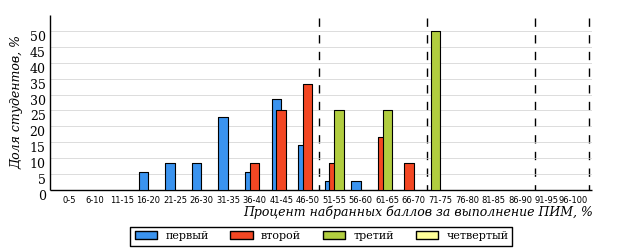 Доля студентов, %
50
45
40
35
30
25
20
15
10
5
0
0-5 6-10 11-15 16-20 21-25 26-30 31-35 36-40 41-45 46-50 51-55 56-60 61-65 66-70 71-75 76-80 81-85 86-90 91-95 96-100
Процент набранных баллов за выполнение ПИМ, %
первый второй третий четвертый